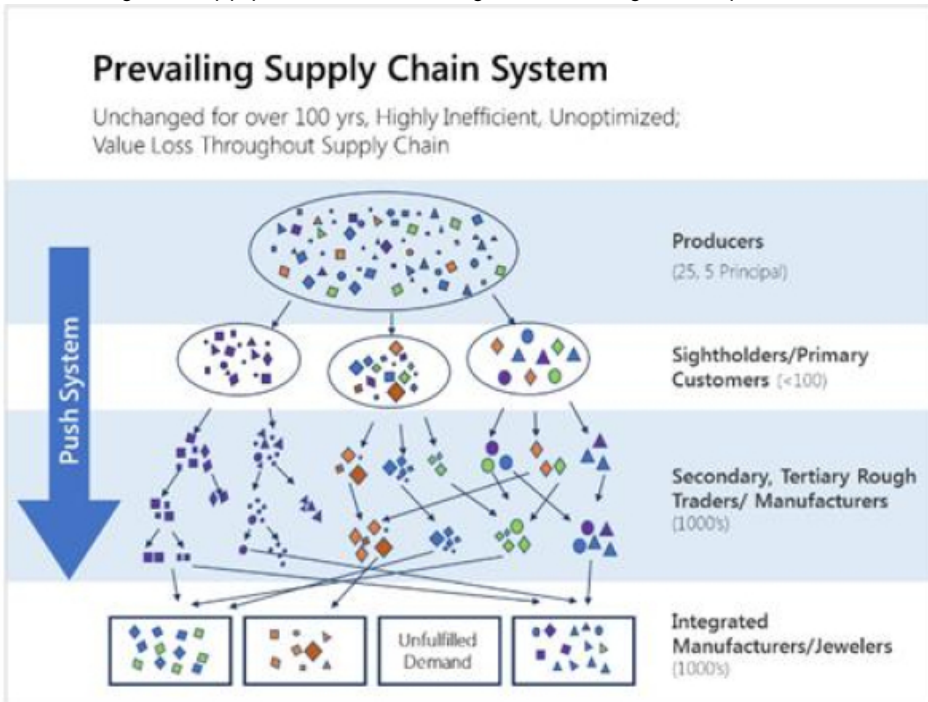 Prevailing Supply Chain System
Unchanged for over 100 yrs, Highly Inefficient, Unoptimized;
Value Loss Throughout Supply Chain
Push System
Producers
(25, 5 Principal)
Sightholders/Primary
Customers (<100)
Secondary, Tertiary Rough
Traders/ Manufacturers
(1000's)
Integrated
Manufacturers/Jewelers
(1000's)
Unfulfilled
Demand